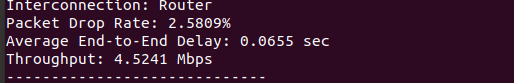 Interconnection: Router
Packet Drop Rate: 2.5809%
Average End-to-End Delay: 0.0655 sec
Throughput: 4.5241 Mbps
------------------------------